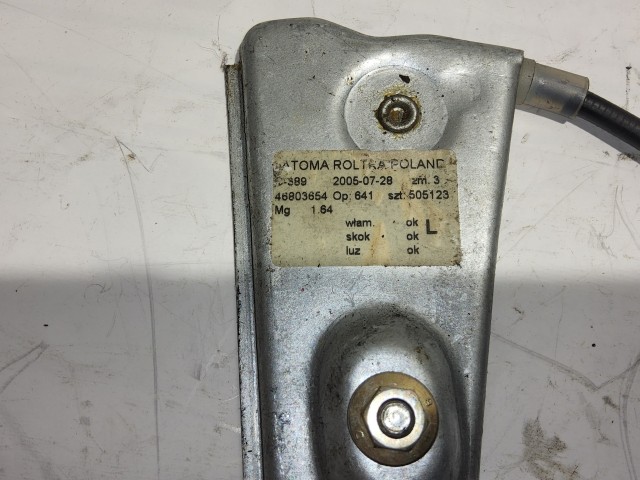 ATOMA ROLTRA POLAND
-389 2005-07-28 zm. 3
46803654 Op: 641 szt: 505123
Mg 1.64
włam. ok L
skok ok
luz ok